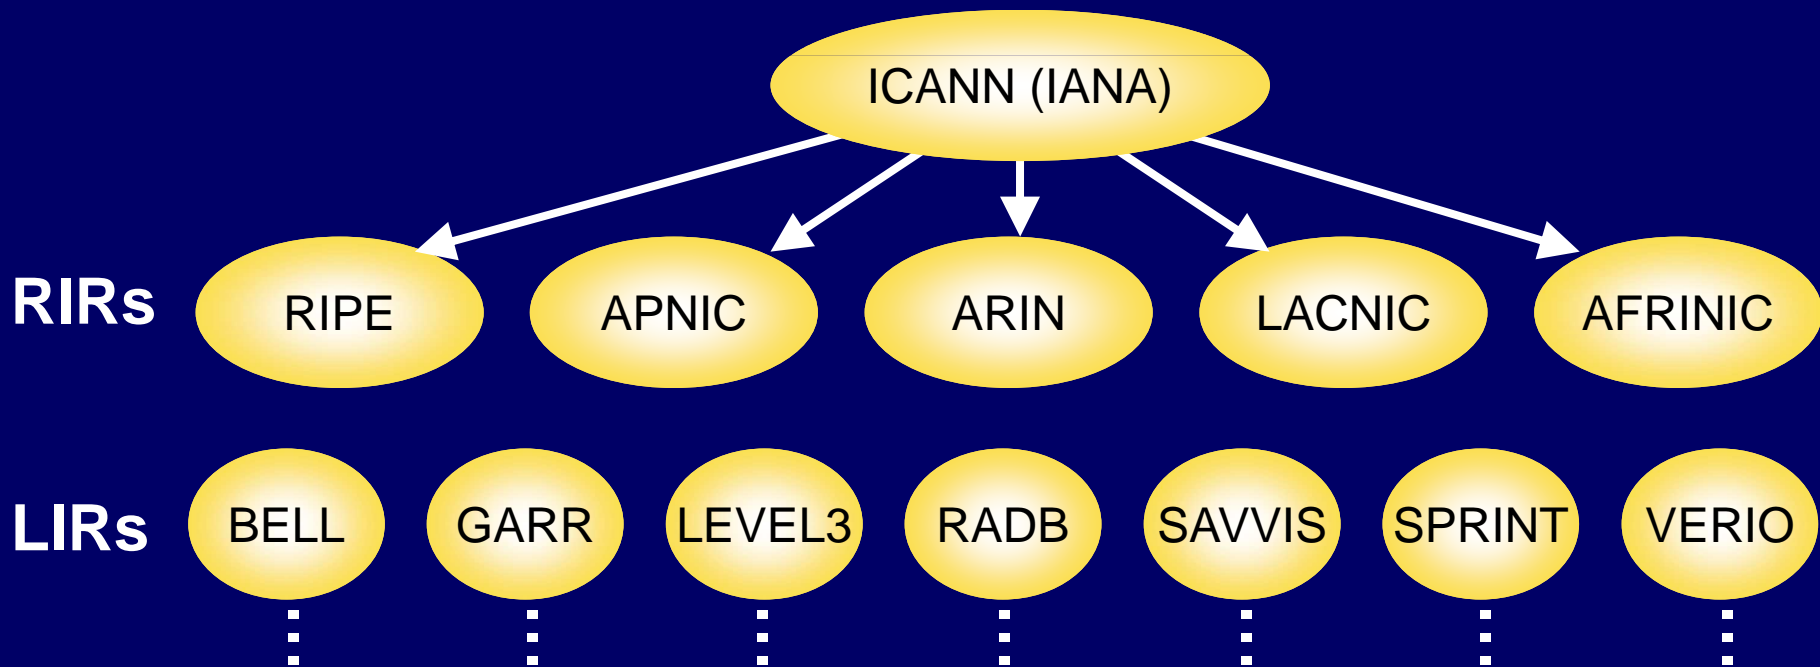 ICANN (IANA)
RIRs RIPE APNIC ARIN LACNIC AFRINIC
LIRs BELL GARR LEVEL3 RADB SAVVIS SPRINT VERIO